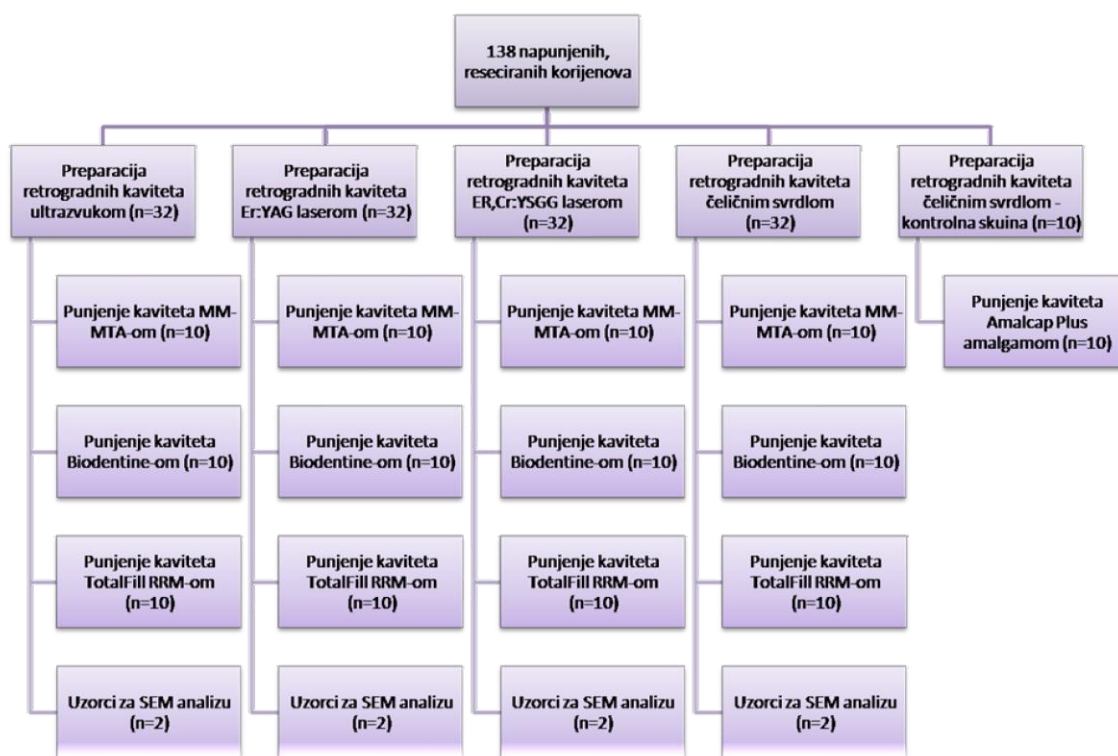 138 napunjenih,
reseciranih korijenova
Preparacija
retrogradnih kaviteta
ultrazvukom (n=32)
Preparacija
retrogradnih kaviteta
Er:YAG laserom (n=32)
Preparacija
retrogradnih kaviteta
ER,Cr:YSGG laserom
(n=32)
Preparacija
retrogradnih kaviteta
čeličnim svrdlom
(n=32)
Preparacija
retrogradnih kaviteta
čeličnim svrdlom -
kontrolna skuina (n=10)
Punjenje kaviteta MM-
MTA-om (n=10)
Punjenje kaviteta MM-
MTA-om (n=10)
Punjenje kaviteta MM-
MTA-om (n=10)
Punjenje kaviteta MM-
MTA-om (n=10)
Punjenje kaviteta
Amalcap Plus
amalgamom (n=10)
Punjenje kaviteta
Biodentine-om (n=10)
Punjenje kaviteta
Biodentine-om (n=10)
Punjenje kaviteta
Biodentine-om (n=10)
Punjenje kaviteta
Biodentine-om (n=10)
Punjenje kaviteta
TotalFill RRM-om
(n=10)
Punjenje kaviteta
TotalFill RRM-om
(n=10)
Punjenje kaviteta
TotalFill RRM-om
(n=10)
Punjenje kaviteta
TotalFill RRM-om
(n=10)
Uzorci za SEM analizu
(n=2)
Uzorci za SEM analizu
(n=2)
Uzorci za SEM analizu
(n=2)
Uzorci za SEM analizu
(n=2)